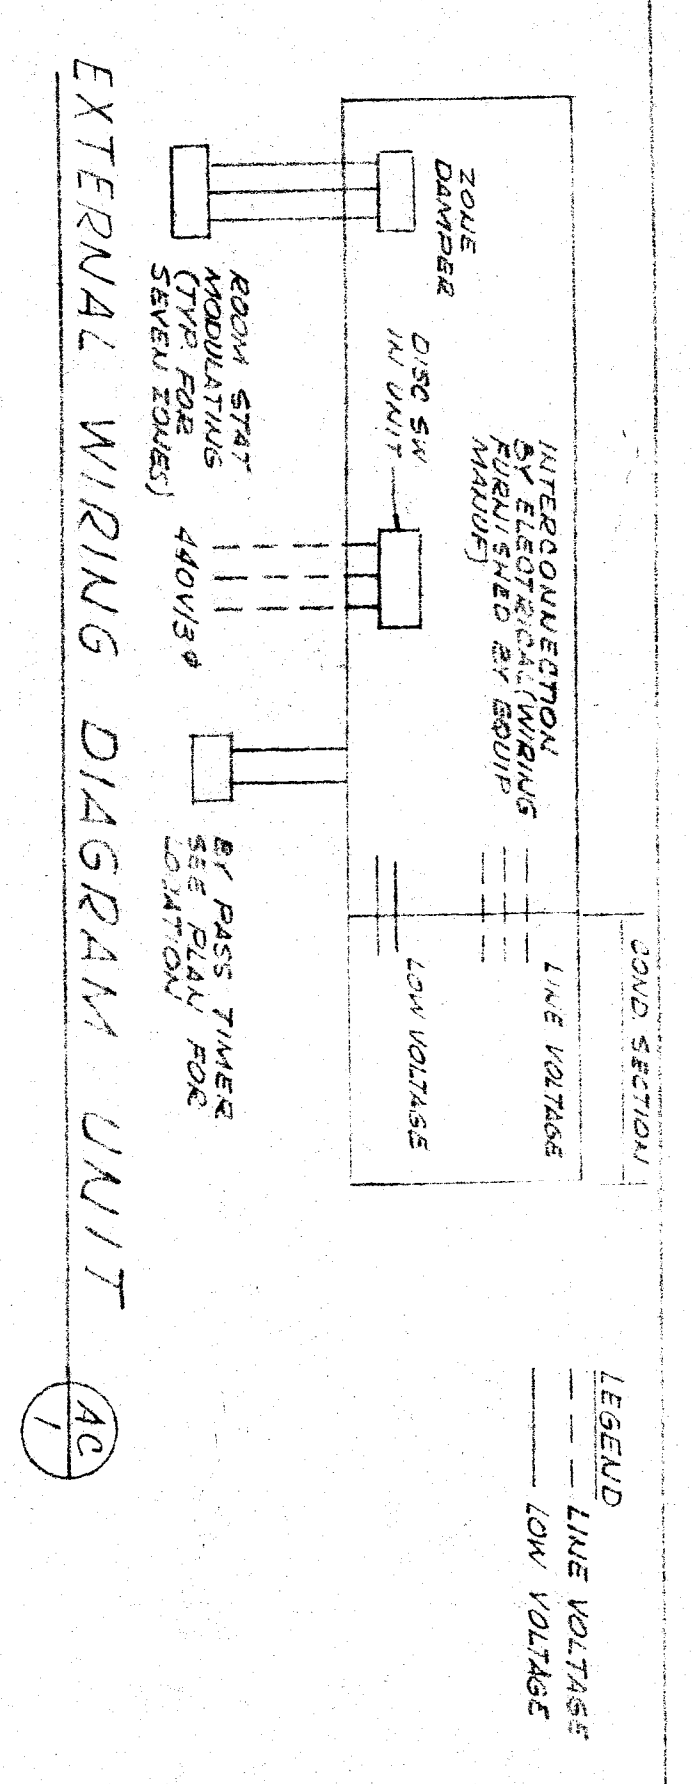 ZONE
DAMPER
DISC SW
IN UNIT
INTERCONNECTION
BY ELECTRICAL (WIRING
FURNISHED BY EQUIP
MANUF)
COND. SECTION
LINE VOLTAGE
LOW VOLTAGE
LEGEND
LINE VOLTAGE
LOW VOLTAGE
ROOM STAT
MODULATING
(TYP. FOR
SEVEN ZONES)
440V/3φ
BY PASS TIMER
SEE PLAN FOR
LOCATION
EXTERNAL WIRING DIAGRAM UNIT
AC
1